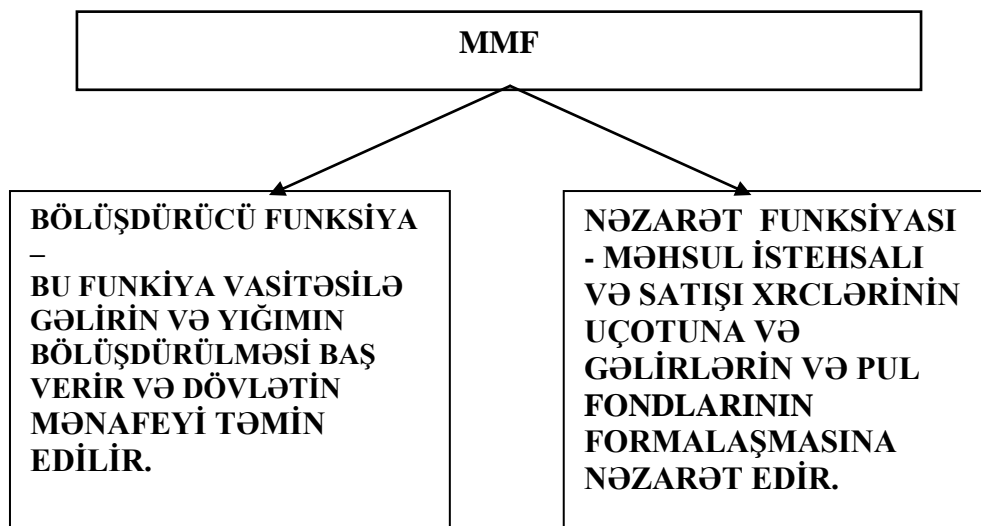 MMF
BÖLÜŞDÜRÜCÜ FUNKSİYA
–
BU FUNKİYA VASİTƏSİLƏ
GƏLİRİN VƏ YIĞIMIN
BÖLÜŞDÜRÜLMƏSİ BAŞ
VERİR VƏ DÖVLƏTİN
MƏNAFEYİ TƏMİN
EDİLİR.
NƏZARƏT FUNKSİYASI
- MƏHSUL İSTEHSALI
VƏ SATIŞI XRCLƏRİNİN
UÇOTUNA VƏ
GƏLİRLƏRİN VƏ PUL
FONDLARININ
FORMALAŞMASINA
NƏZARƏT EDİR.